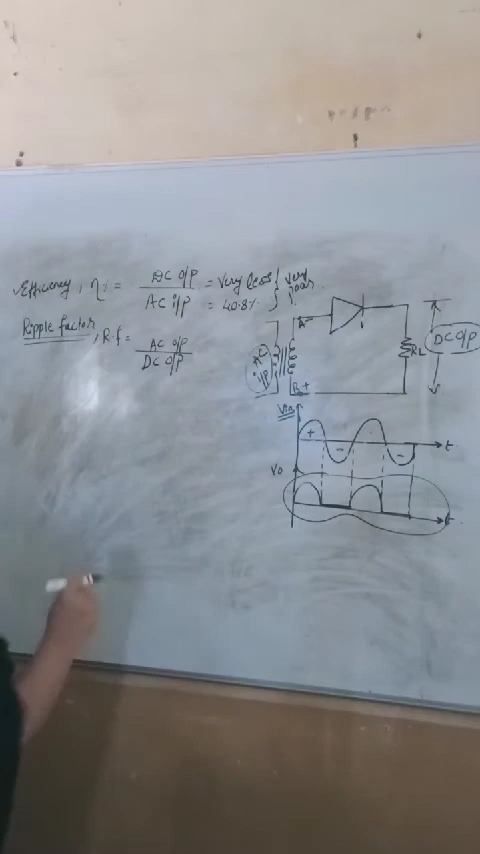 Efficiency, η = DC O/P / AC i/p = Very less } Very poor.
= 40.8%
Ripple factor, R.f = AC O/P / DC O/P
A -
AC i/p
RL
DC O/P
B +
Vin
+ - - t
Vo
t